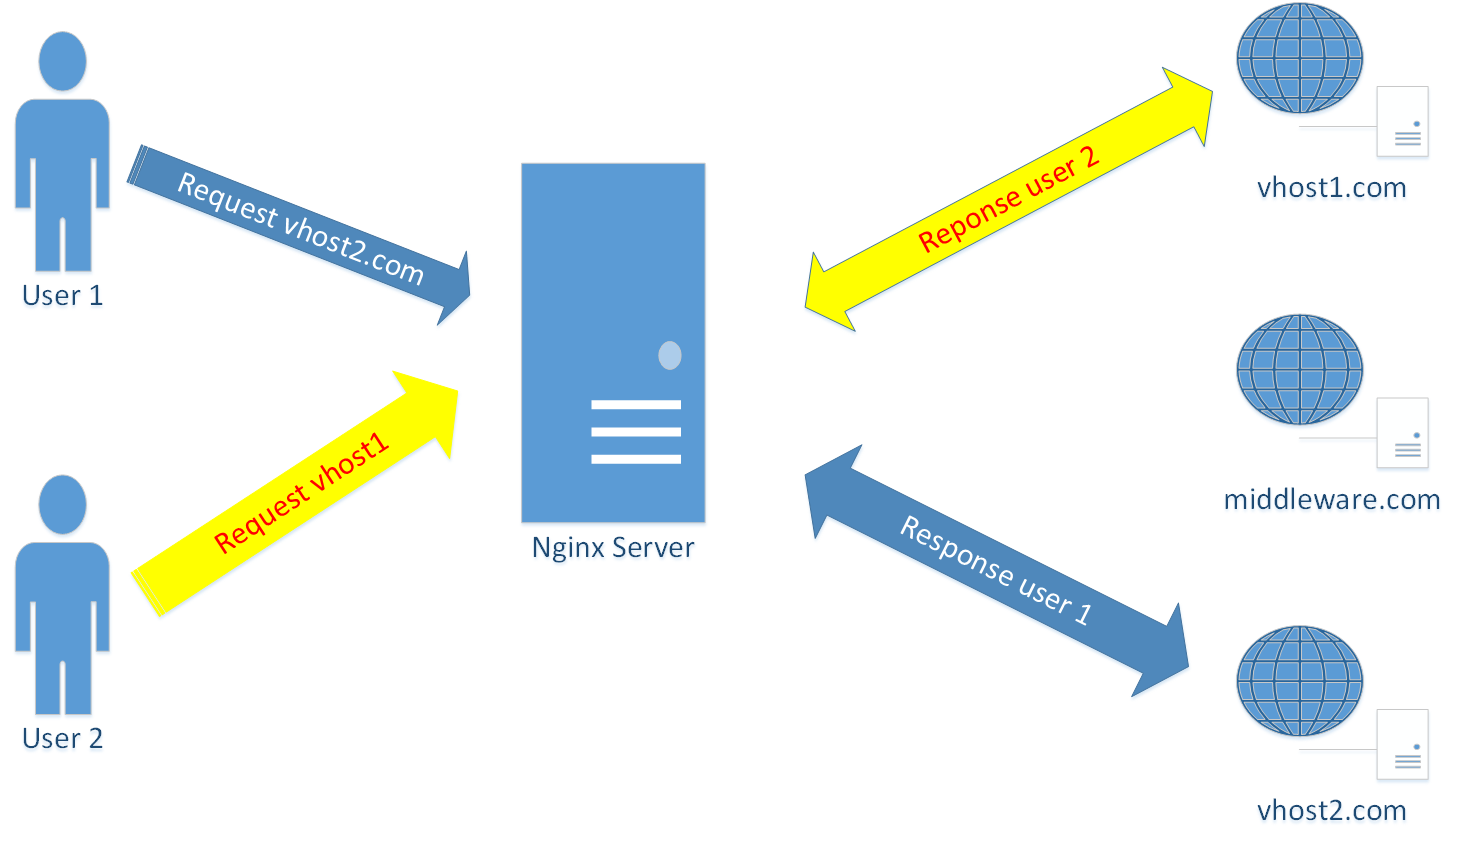 vhost1.com
Reponse user 2
Request vhost2.com
User 1
Request vhost1
middleware.com
Nginx Server
Response user 1
User 2
vhost2.com